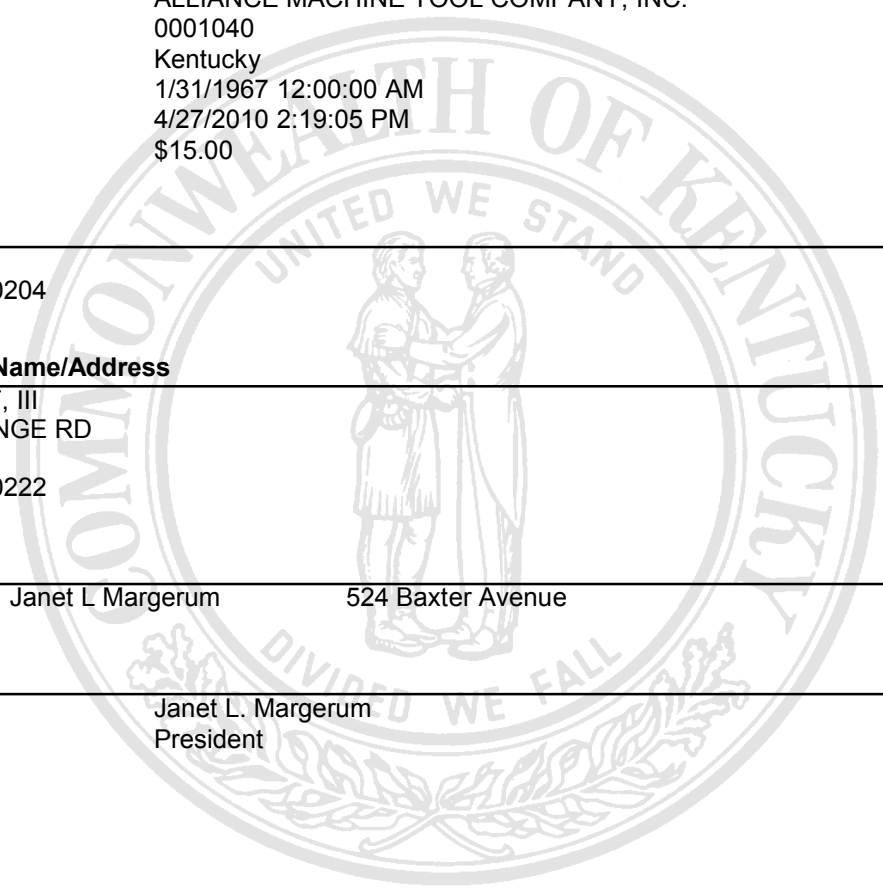 ALLIANCE MACHINE TOOL COMPANY, INC.
0001040
Kentucky
1/31/1967 12:00:00 AM
4/27/2010 2:19:05 PM
$15.00
0204
Name/Address
, III
NGE RD
0222
Janet L Margerum 524 Baxter Avenue
Janet L. Margerum
President
COMMONWEALTH OF KENTUCKY
UNITED WE STAND
DIVIDED WE FALL